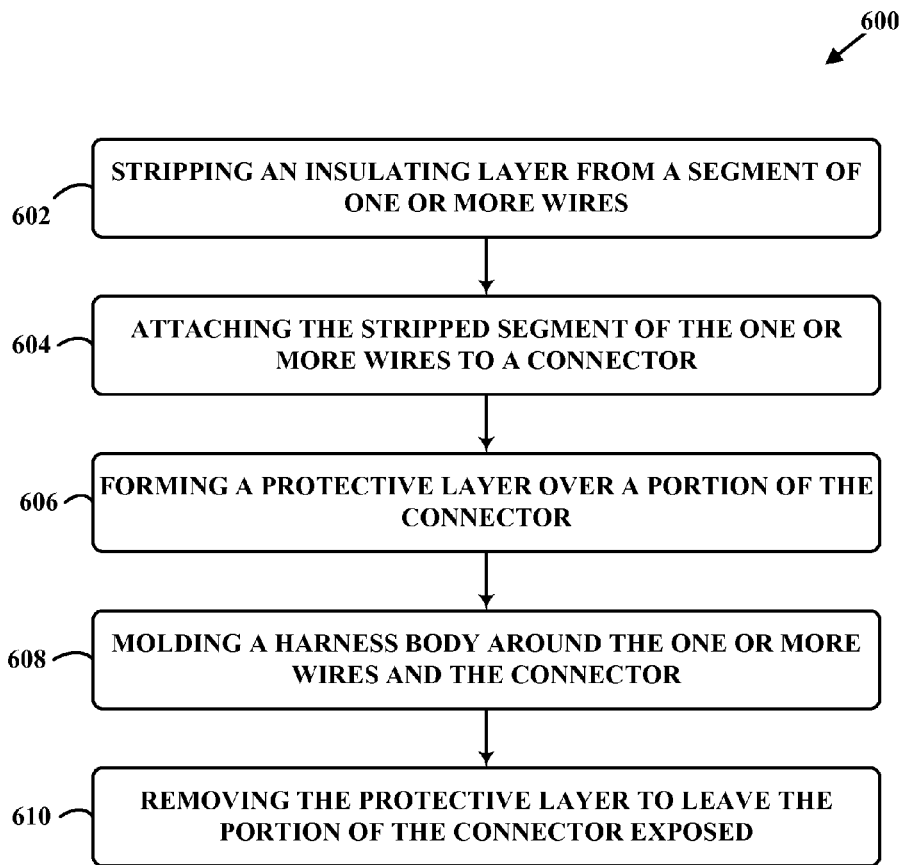 600
602
STRIPPING AN INSULATING LAYER FROM A SEGMENT OF
ONE OR MORE WIRES
604
ATTACHING THE STRIPPED SEGMENT OF THE ONE OR
MORE WIRES TO A CONNECTOR
606
FORMING A PROTECTIVE LAYER OVER A PORTION OF THE
CONNECTOR
608
MOLDING A HARNESS BODY AROUND THE ONE OR MORE
WIRES AND THE CONNECTOR
610
REMOVING THE PROTECTIVE LAYER TO LEAVE THE
PORTION OF THE CONNECTOR EXPOSED